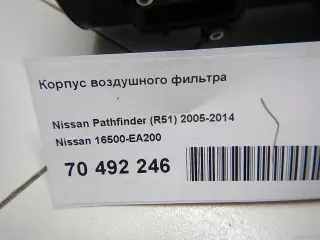 Корпус воздушного фильтра
Nissan Pathfinder (R51) 2005-2014
Nissan 16500-EA200
70 492 246